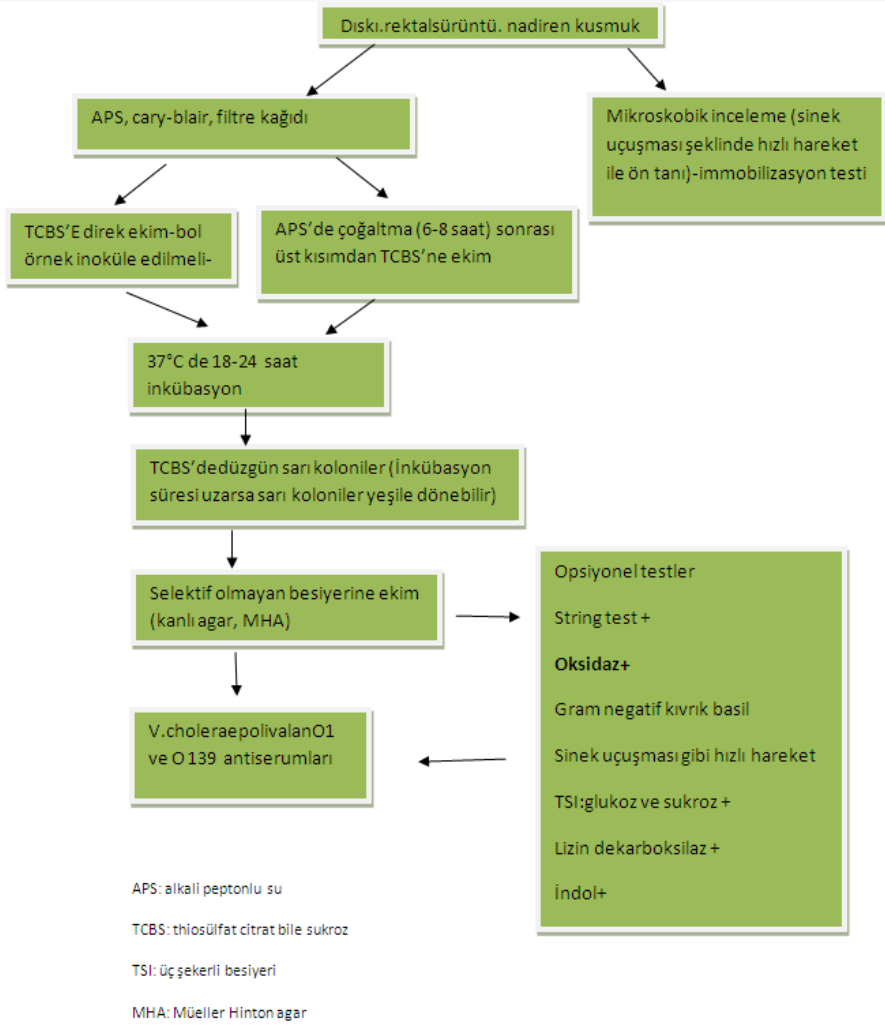 Dıskı.rektalsürüntü. nadiren kusmuk
APS, cary-blair, filtre kağıdı
Mikroskobik inceleme (sinek
uçuşması şeklinde hızlı hareket
ile ön tanı)-immobilizasyon testi
TCBS'E direk ekim-bol
örnek inoküle edilmeli-
APS'de çoğaltma (6-8 saat) sonrası
üst kısımdan TCBS'ne ekim
37°C de 18-24 saat
inkübasyon
TCBS'dedüzgün sarı koloniler (İnkübasyon
süresi uzarsa sarı koloniler yeşile dönebilir)
Selektif olmayan besiyerine ekim
(kanlı agar, MHA)
Opsiyonel testler
String test +
Oksidaz+
Gram negatif kıvrık basil
Sinek uçuşması gibi hızlı hareket
TSI:glukoz ve sukroz +
Lizin dekarboksilaz +
İndol+
V.choleraepolivalanO1
ve O139 antiserumları
APS: alkali peptonlu su
TCBS: thiosülfat citrat bile sukroz
TSI: üç şekerli besiyeri
MHA: Müeller Hinton agar